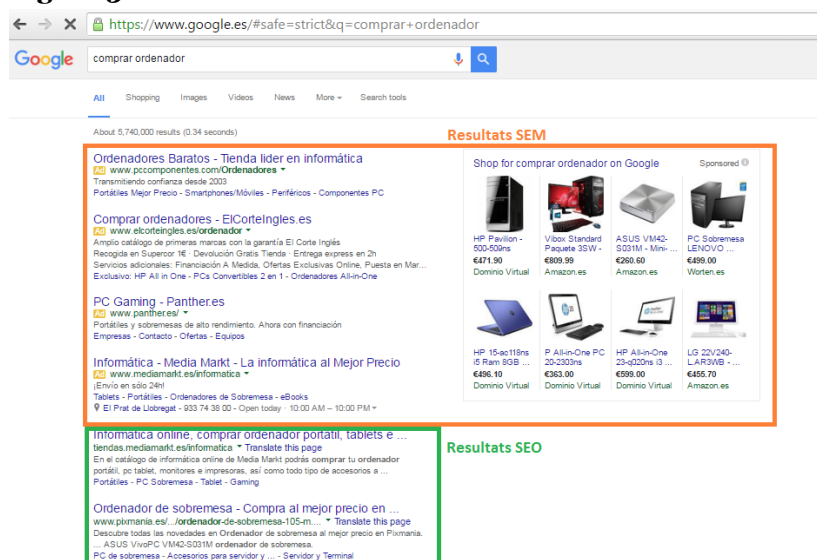 https://www.google.es/#safe=strict&q=comprar+ordenador
Google
comprar ordenador
All Shopping Images Videos News More Search tools
About 5,740,000 results (0.34 seconds)
Resultats SEM
Ordenadores Baratos - Tienda lider en informática
Ad www.pccomponentes.com/Ordenadores
Transmitiendo confianza desde 2003
Portátiles Mejor Precio - Smartphones/Móviles - Periféricos - Componentes PC
Comprar ordenadores - ElCorteIngles.es
Ad www.elcorteingles.es/ordenador
Amplio catálogo de primeras marcas con la garantía El Corte Inglés
Recogida en Supercor 1€ · Devolución Gratis Tienda · Entrega express en 2h
Servicios adicionales: Financiación A Medida, Ofertas Exclusivas Online, Puesta en Mar...
Exclusivo: HP All in One - PCs Convertibles 2 en 1 - Ordenadores All-in-One
PC Gaming - Panther.es
Ad www.panther.es/
Portátiles y sobremesas de alto rendimiento. Ahora con financiación
Empresas - Contacto - Ofertas - Equipos
Informática - Media Markt - La informática al Mejor Precio
Ad www.mediamarkt.es/informatica
¡Envío en sólo 24h!
Tablets - Portátiles - Ordenadores de Sobremesa - eBooks
El Prat de Llobregat - 933 74 38 00 - Open today · 10:00 AM – 10:00 PM
Shop for comprar ordenador on Google Sponsored
HP Pavilion -
500-509ns
€471.90
Dominio Virtual
Vibox Standard
Paquete 3SW -
€809.99
Amazon.es
ASUS VM42-
S031M - Mini- ...
€260.60
Amazon.es
PC Sobremesa
LENOVO ...
€499.00
Worten.es
HP 15-ac118ns
i5 Ram 8GB ...
€496.10
Dominio Virtual
P All-in-One PC
20-2303ns
€363.00
Dominio Virtual
HP All-in-One
23-q020ns i3 ...
€599.00
Dominio Virtual
LG 22V240-
L.AR3WB - ...
€455.70
Amazon.es
Resultats SEO
Informática online, comprar ordenador portátil, tablets e ...
tiendas.mediamarkt.es/informatica Translate this page
En el catálogo de informática online de Media Markt podrás comprar tu ordenador
portátil, pc tablet, monitores e impresoras, así como todo tipo de accesorios a ...
Portátiles - PC Sobremesa - Tablet - Gaming
Ordenador de sobremesa - Compra al mejor precio en ...
www.pixmania.es/.../ordenador-de-sobremesa-105-m.... Translate this page
Descubre todas las novedades en Ordenador de sobremesa al mejor precio en Pixmania.
... ASUS VivoPC VM42-S031M ordenador de sobremesa.
PC de sobremesa - Accesorios para servidor y ... - Servidor y Terminal